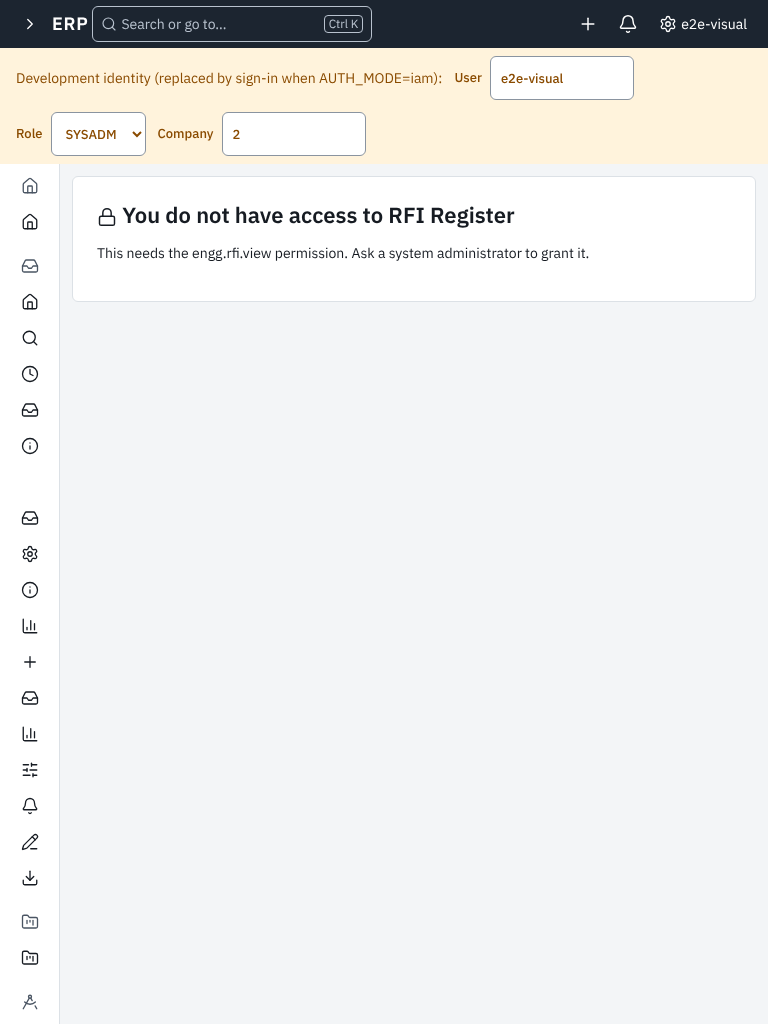 ERP Search or go to... Ctrl K e2e-visual
Development identity (replaced by sign-in when AUTH_MODE=iam): User e2e-visual
Role SYSADM Company 2
You do not have access to RFI Register
This needs the engg.rfi.view permission. Ask a system administrator to grant it.